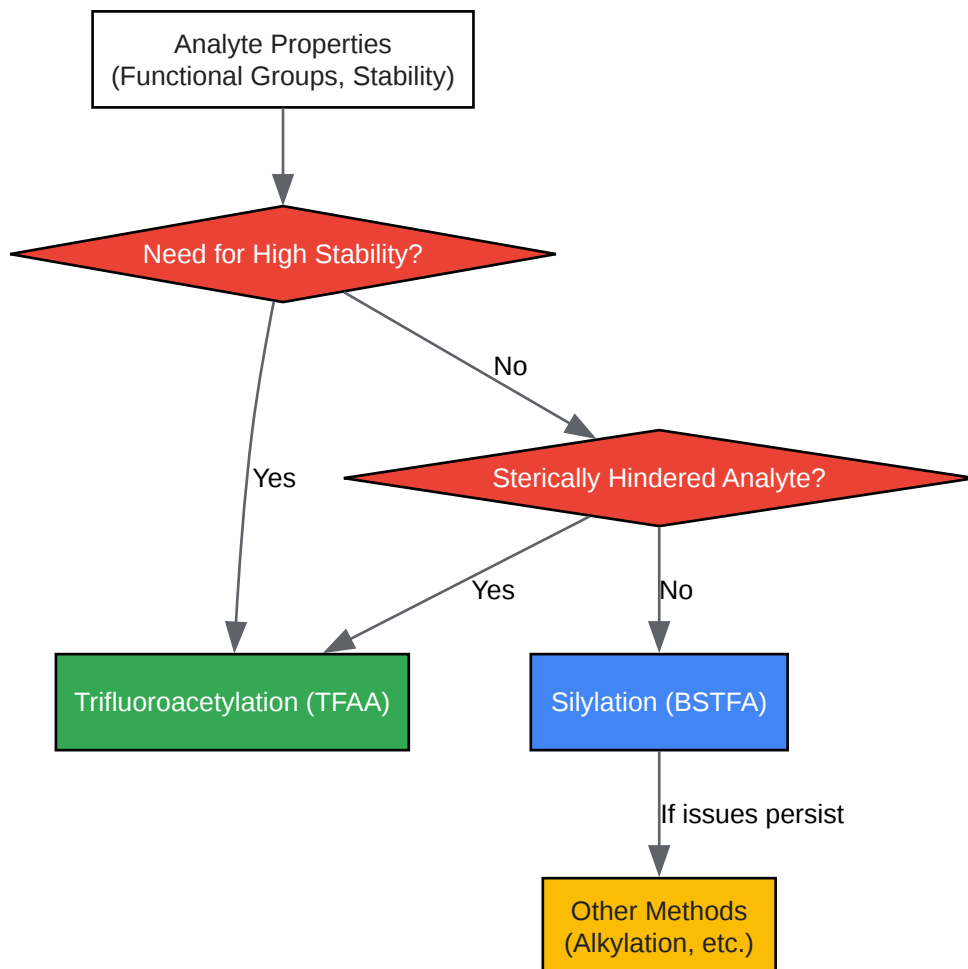 Analyte Properties
(Functional Groups, Stability)
Need for High Stability?
No
Sterically Hindered Analyte?
Yes
Yes
No
Trifluoroacetylation (TFAA)
Silylation (BSTFA)
If issues persist
Other Methods
(Alkylation, etc.)